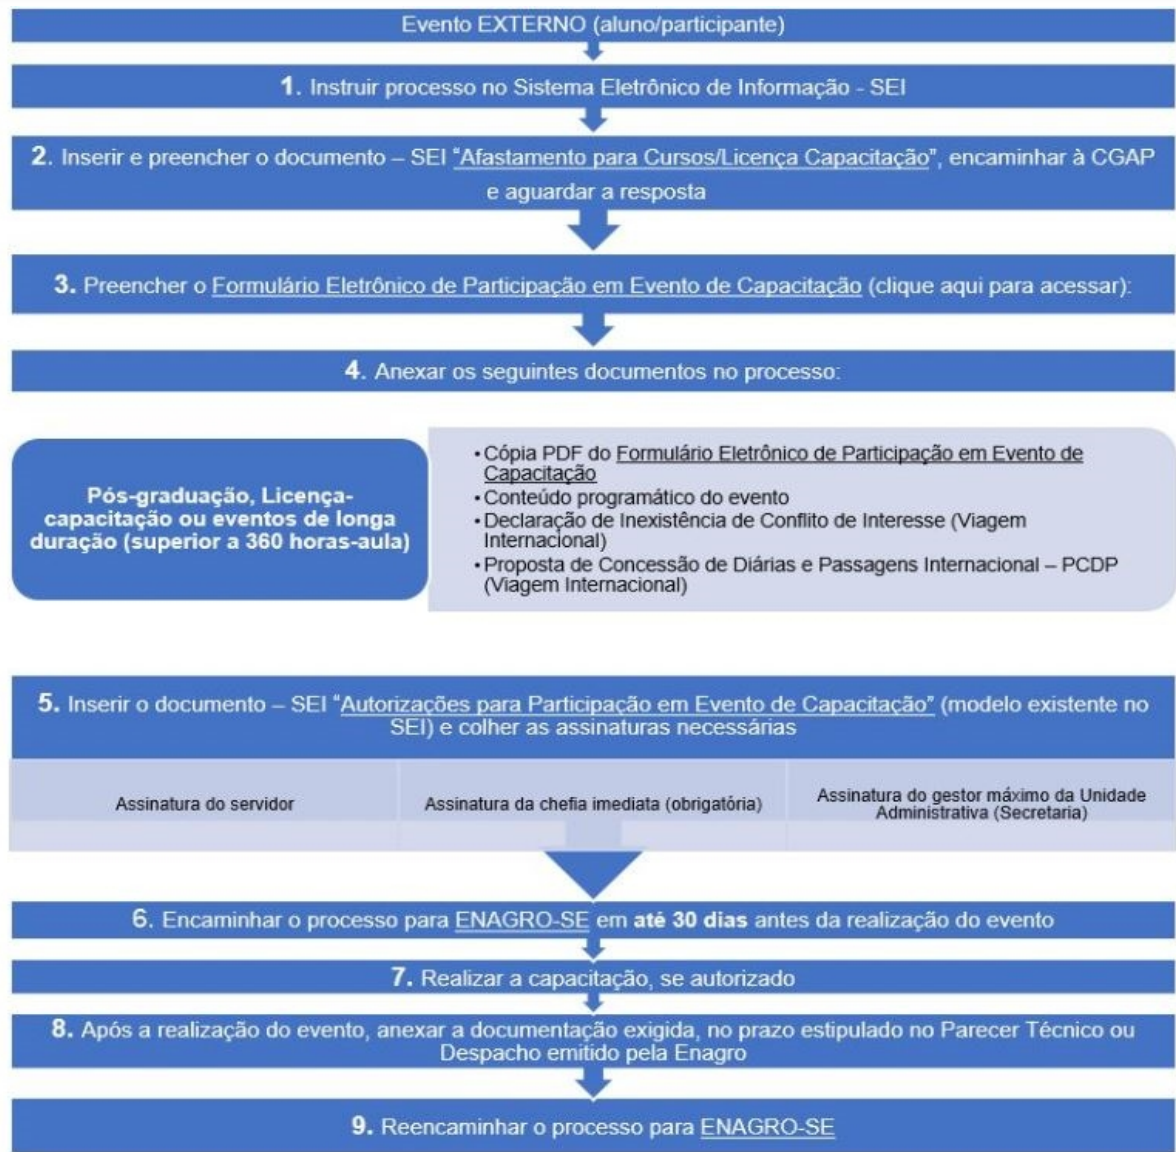 Evento EXTERNO (aluno/participante)
1. Instruir processo no Sistema Eletrônico de Informação - SEI
2. Inserir e preencher o documento – SEI “Afastamento para Cursos/Licença Capacitação”, encaminhar à CGAP
e aguardar a resposta
3. Preencher o Formulário Eletrônico de Participação em Evento de Capacitação (clique aqui para acessar):
4. Anexar os seguintes documentos no processo:
Pós-graduação, Licença-
capacitação ou eventos de longa
duração (superior a 360 horas-aula)
• Cópia PDF do Formulário Eletrônico de Participação em Evento de
Capacitação
• Conteúdo programático do evento
• Declaração de Inexistência de Conflito de Interesse (Viagem
Internacional)
• Proposta de Concessão de Diárias e Passagens Internacional – PCDP
(Viagem Internacional)
5. Inserir o documento – SEI “Autorizações para Participação em Evento de Capacitação” (modelo existente no
SEI) e colher as assinaturas necessárias
Assinatura do servidor
Assinatura da chefia imediata (obrigatória)
Assinatura do gestor máximo da Unidade
Administrativa (Secretaria)
6. Encaminhar o processo para ENAGRO-SE em até 30 dias antes da realização do evento
7. Realizar a capacitação, se autorizado
8. Após a realização do evento, anexar a documentação exigida, no prazo estipulado no Parecer Técnico ou
Despacho emitido pela Enagro
9. Reencaminhar o processo para ENAGRO-SE